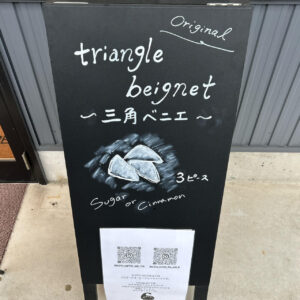 Original
triangle
beignet
～三角ベニエ～
3ピース
Sugar
or
Cinnamon